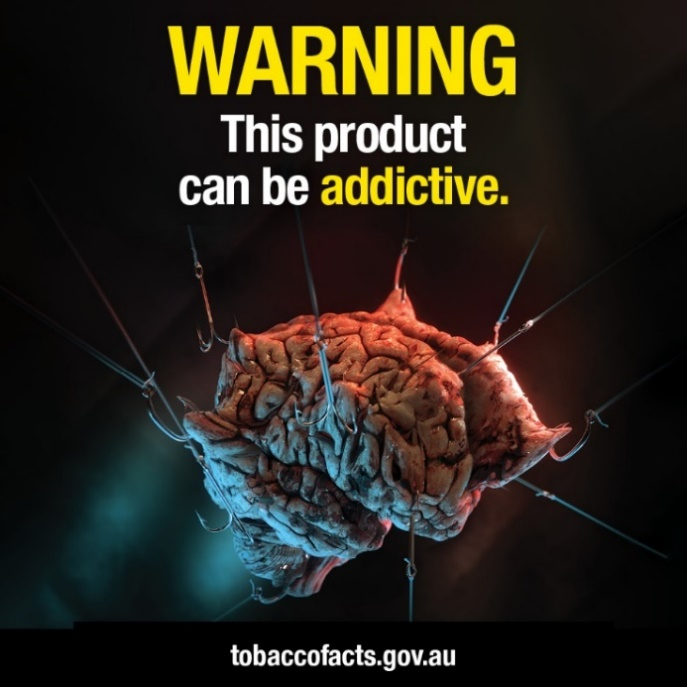 WARNING
This product
can be addictive.
tobaccofacts.gov.au